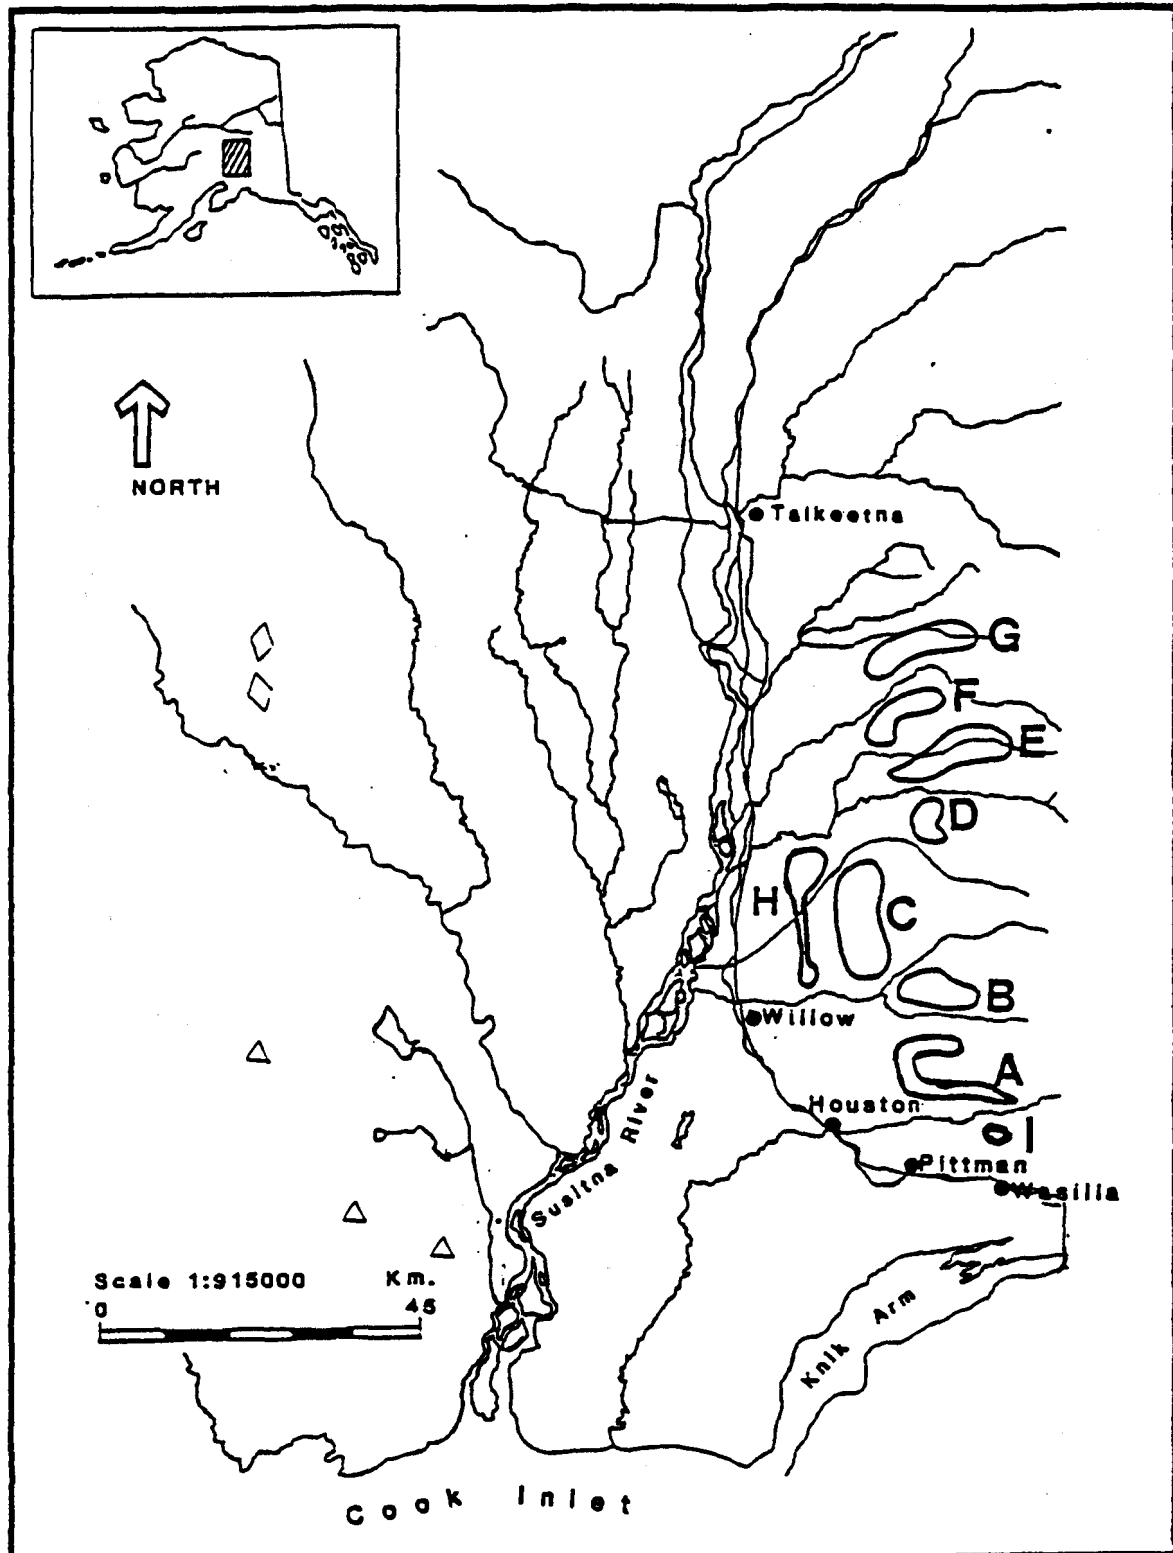 NORTH
Talkeetna
G
F
E
D
H
C
B
Willow
A
Houston
I
Pittman
Wasilla
Susitna River
Scale 1:915000 Km.
0 45
Knik Arm
Cook Inlet